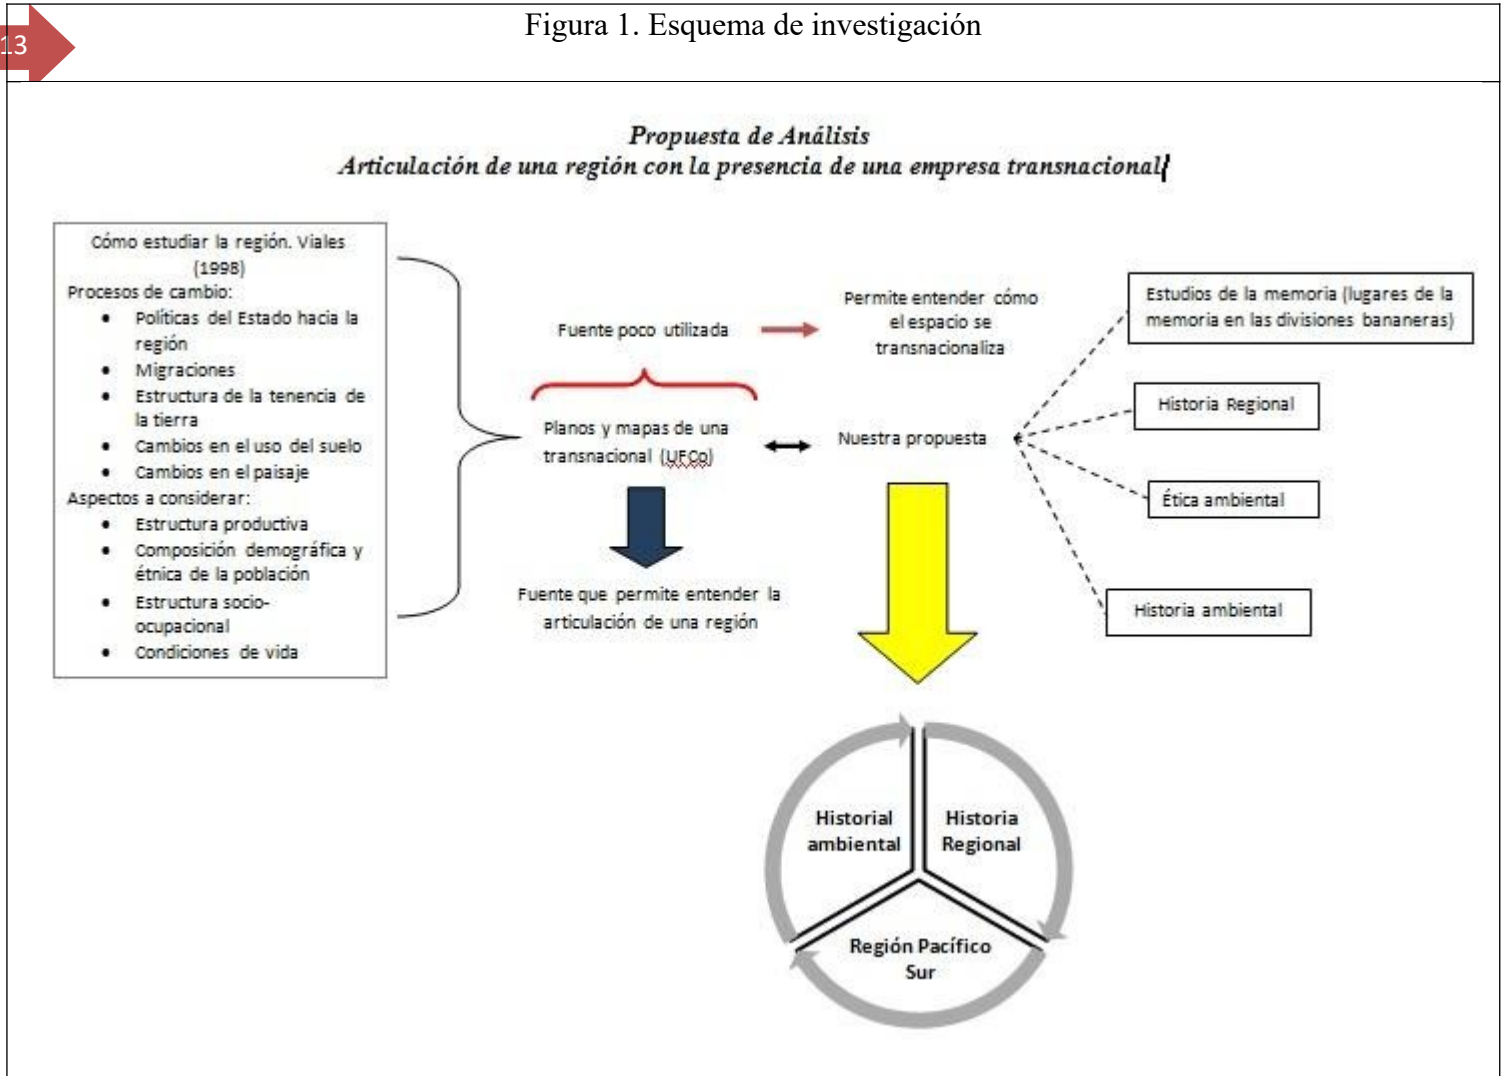 Figura 1. Esquema de investigación
13
Propuesta de Análisis
Articulación de una región con la presencia de una empresa transnacional
Cómo estudiar la región. Viales
(1998)
Procesos de cambio:
• Políticas del Estado hacia la
región
• Migraciones
• Estructura de la tenencia de
la tierra
• Cambios en el uso del suelo
• Cambios en el paisaje
Aspectos a considerar:
• Estructura productiva
• Composición demográfica y
étnica de la población
• Estructura socio-
ocupacional
• Condiciones de vida
Fuente poco utilizada
Permite entender cómo
el espacio se
transnacionaliza
Planos y mapas de una
transnacional (UFCo)
Nuestra propuesta
Fuente que permite entender la
articulación de una región
Estudios de la memoria (lugares de la
memoria en las divisiones bananeras)
Historia Regional
Ética ambiental
Historia ambiental
Historial
ambiental
Historia
Regional
Región Pacífico
Sur